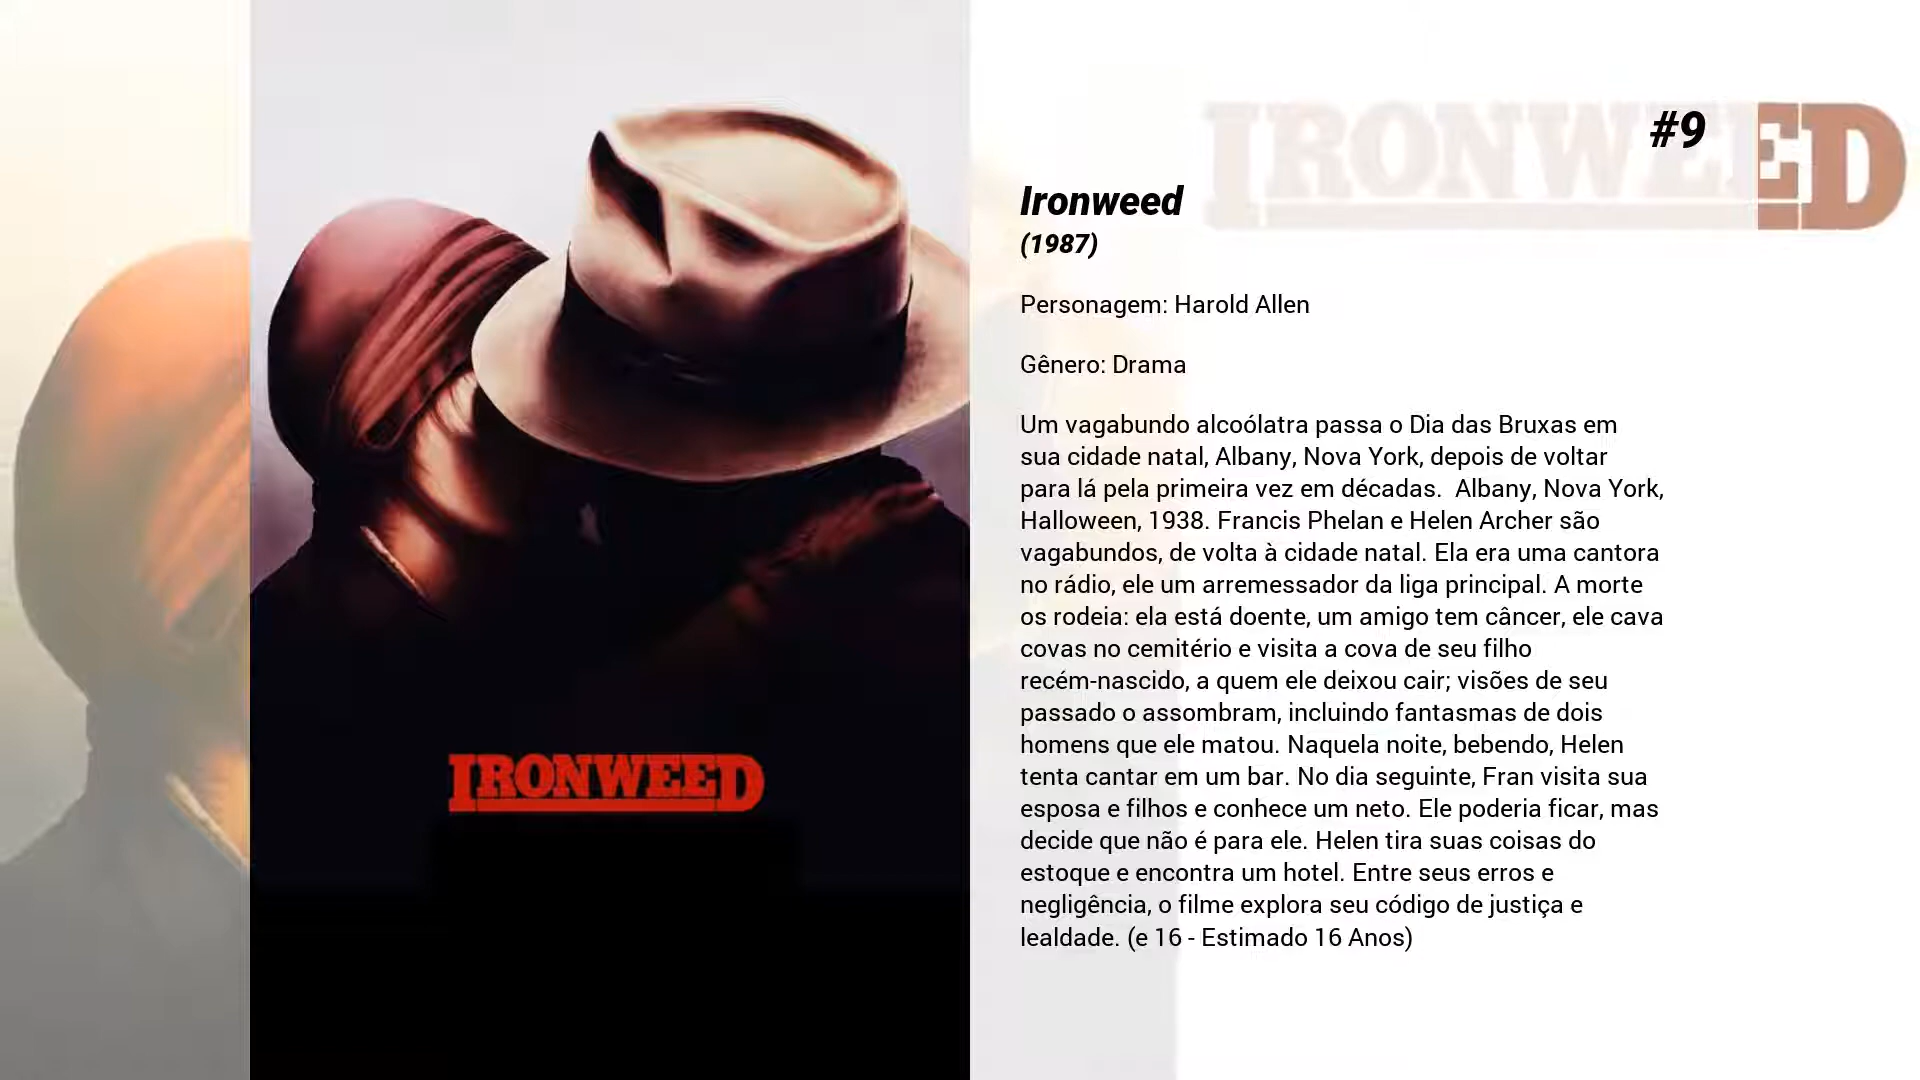 IRONWEED
#9
Ironweed
(1987)
Personagem: Harold Allen
Gênero: Drama
Um vagabundo alcoólatra passa o Dia das Bruxas em
sua cidade natal, Albany, Nova York, depois de voltar
para lá pela primeira vez em décadas.  Albany, Nova York,
Halloween, 1938. Francis Phelan e Helen Archer são
vagabundos, de volta à cidade natal. Ela era uma cantora
no rádio, ele um arremessador da liga principal. A morte
os rodeia: ela está doente, um amigo tem câncer, ele cava
covas no cemitério e visita a cova de seu filho
recém-nascido, a quem ele deixou cair; visões de seu
passado o assombram, incluindo fantasmas de dois
homens que ele matou. Naquela noite, bebendo, Helen
tenta cantar em um bar. No dia seguinte, Fran visita sua
esposa e filhos e conhece um neto. Ele poderia ficar, mas
decide que não é para ele. Helen tira suas coisas do
estoque e encontra um hotel. Entre seus erros e
negligência, o filme explora seu código de justiça e
lealdade. (e 16 - Estimado 16 Anos)
IRONWEED